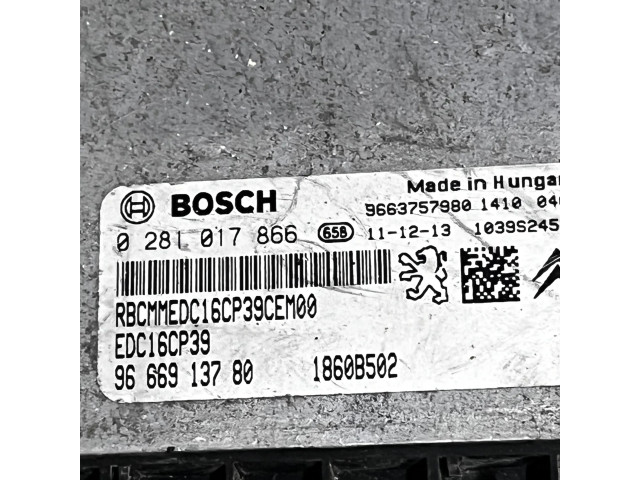 BOSCH
Made in Hungar
9663757980 1410 04
0 281 017 866 658 11-12-13 1039S245
RBCMMEDC16CP39CEM00
EDC16CP39
96 669 137 80 1860B502